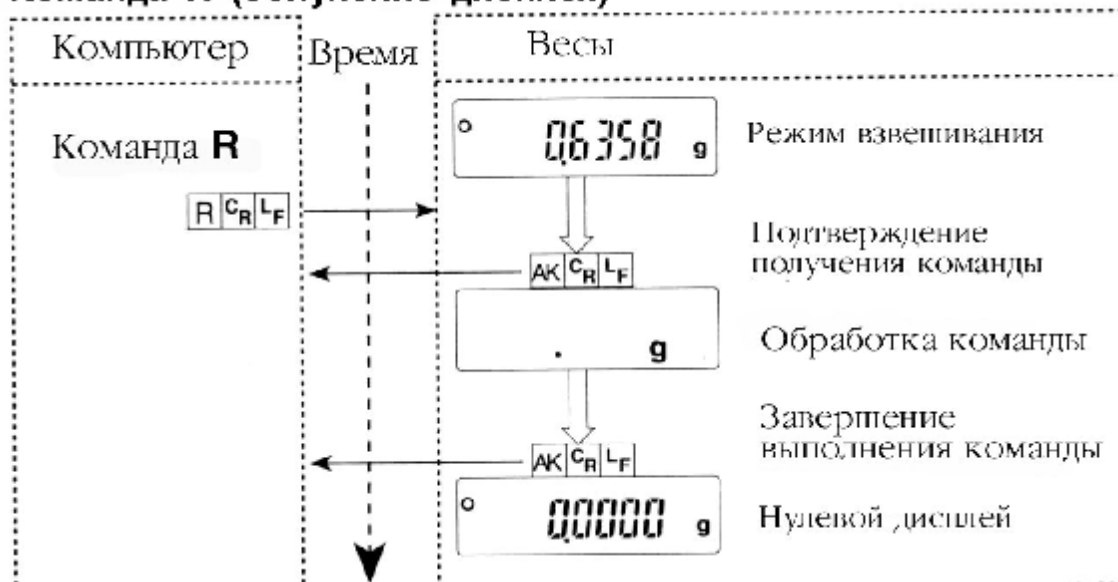 Компьютер Время Весы
Команда R
0.6358 g Режим взвешивания
R CR LF
Подтверждение
получения команды
AK CR LF
. g Обработка команды
Завершение
выполнения команды
AK CR LF
0.0000 g Нулевой дисплей